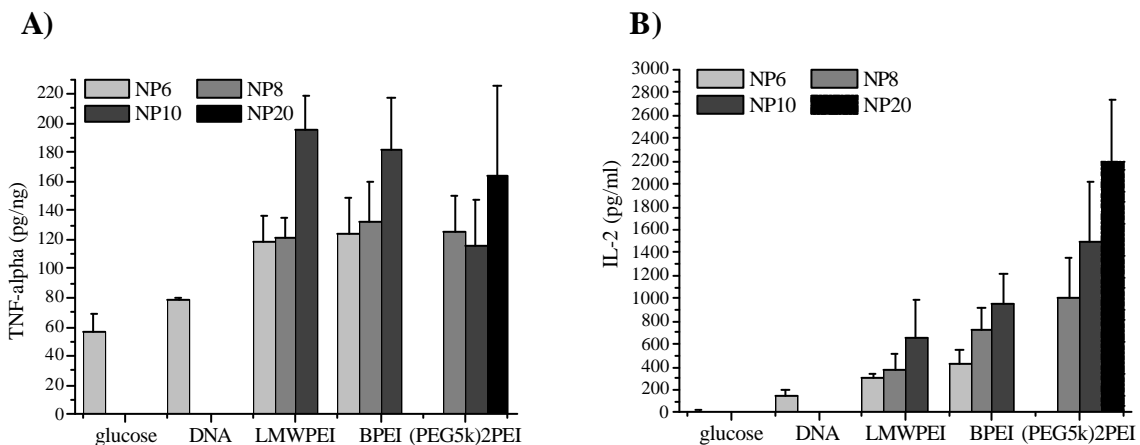 A)
NP6 NP8
NP10 NP20
TNF-alpha (pg/ng)
220
200
180
160
140
120
100
80
60
40
20
0
glucose DNA LMWPEI BPEI (PEG5k)2PEI
B)
NP6 NP8
NP10 NP20
IL-2 (pg/ml)
3000
2800
2600
2400
2200
2000
1800
1600
1400
1200
1000
800
600
400
200
0
glucose DNA LMWPEI BPEI (PEG5k)2PEI